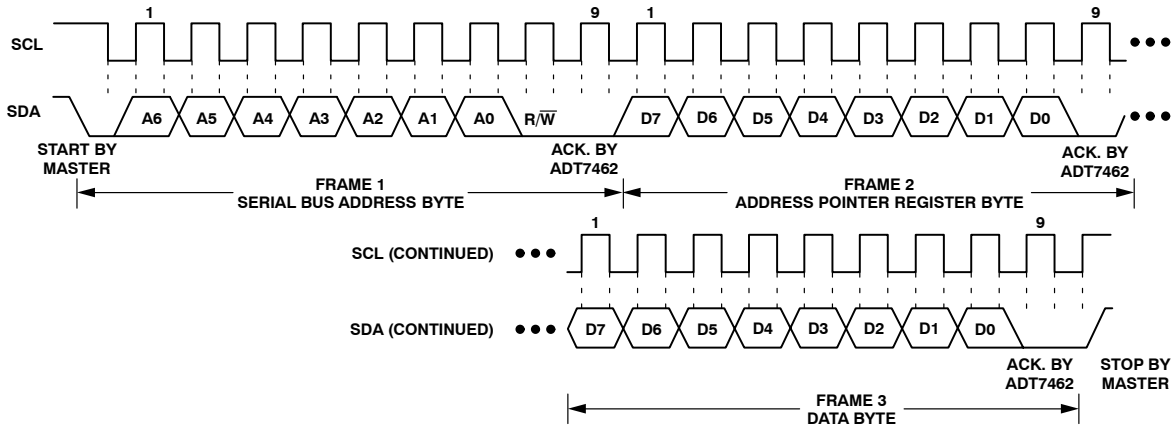 1 9 1 9
SCL
SDA A6 A5 A4 A3 A2 A1 A0 R/W̅ D7 D6 D5 D4 D3 D2 D1 D0
START BY MASTER
ACK. BY ADT7462
ACK. BY ADT7462
FRAME 1
SERIAL BUS ADDRESS BYTE
FRAME 2
ADDRESS POINTER REGISTER BYTE
1 9
SCL (CONTINUED)
SDA (CONTINUED) D7 D6 D5 D4 D3 D2 D1 D0
ACK. BY ADT7462
STOP BY MASTER
FRAME 3
DATA BYTE